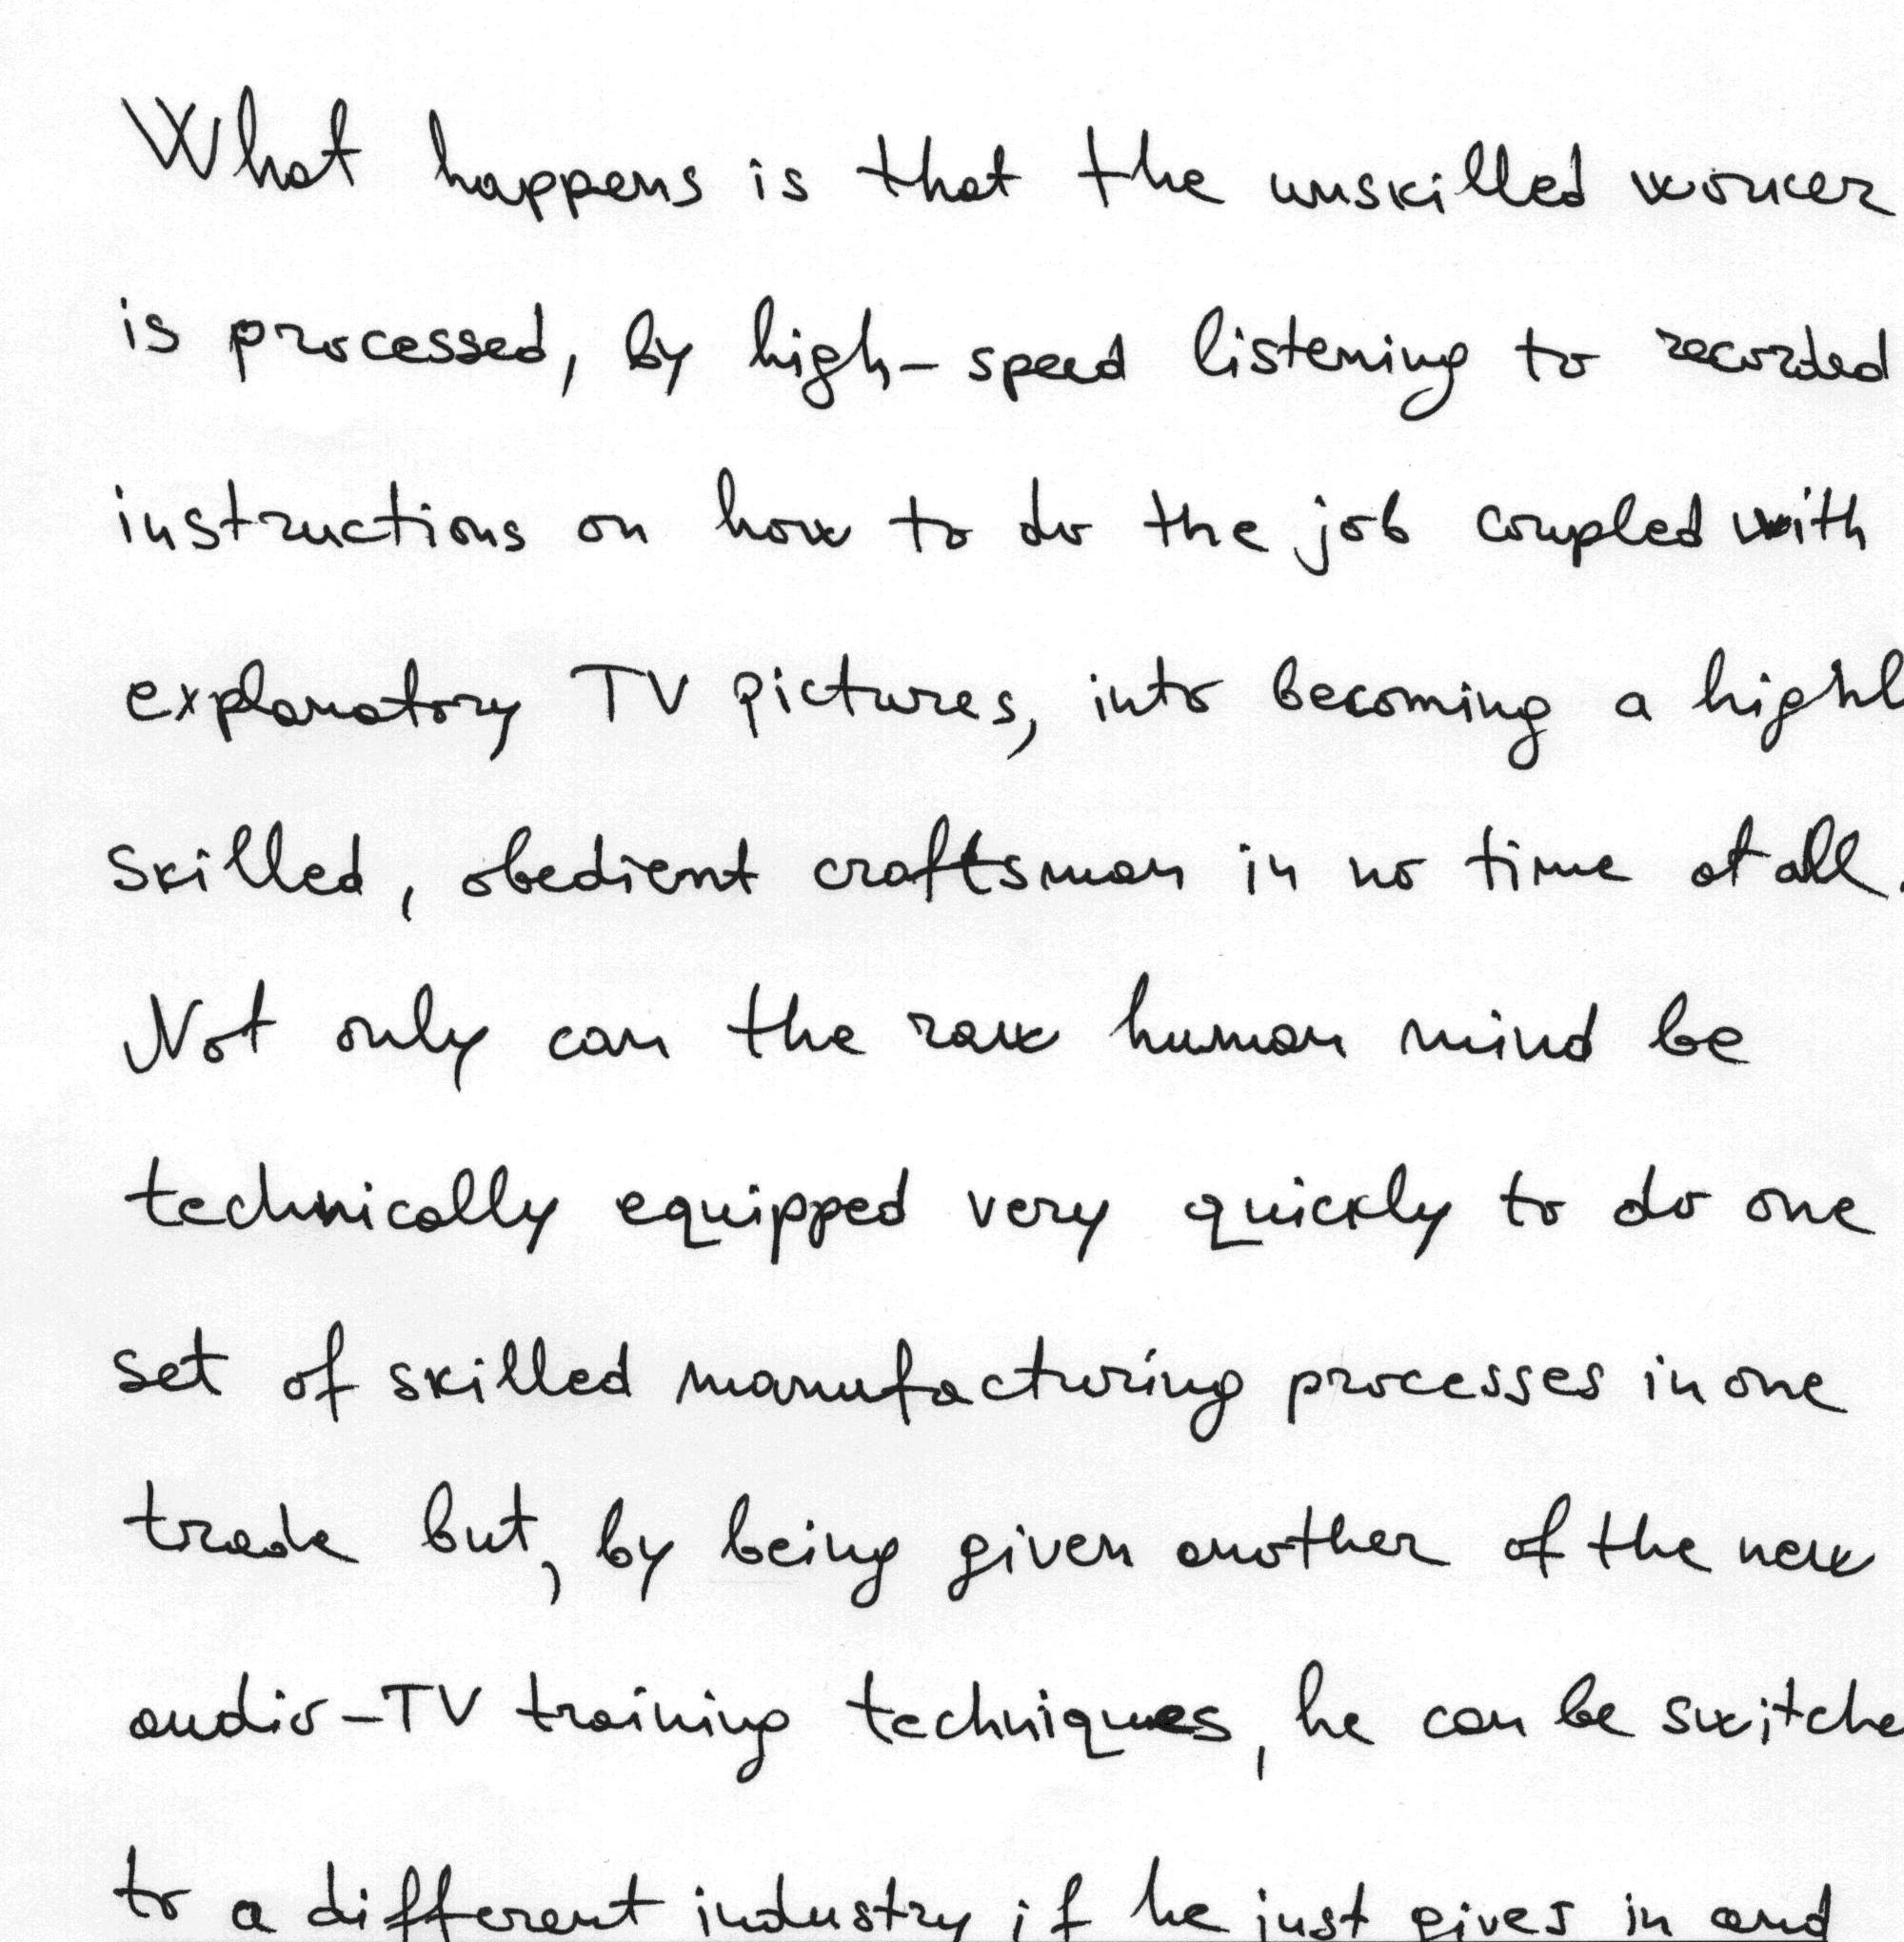 What happens is that the unskilled worker
is processed, by high-speed listening to recorded
instructions on how to do the job coupled with
explanatory TV pictures, into becoming a highl
skilled, obedient craftsman in no time at all.
Not only can the raw human mind be
technically equipped very quickly to do one
set of skilled manufacturing processes in one
trade but, by being given another of the new
audio-TV training techniques, he can be switche
to a different industry if he just gives in and